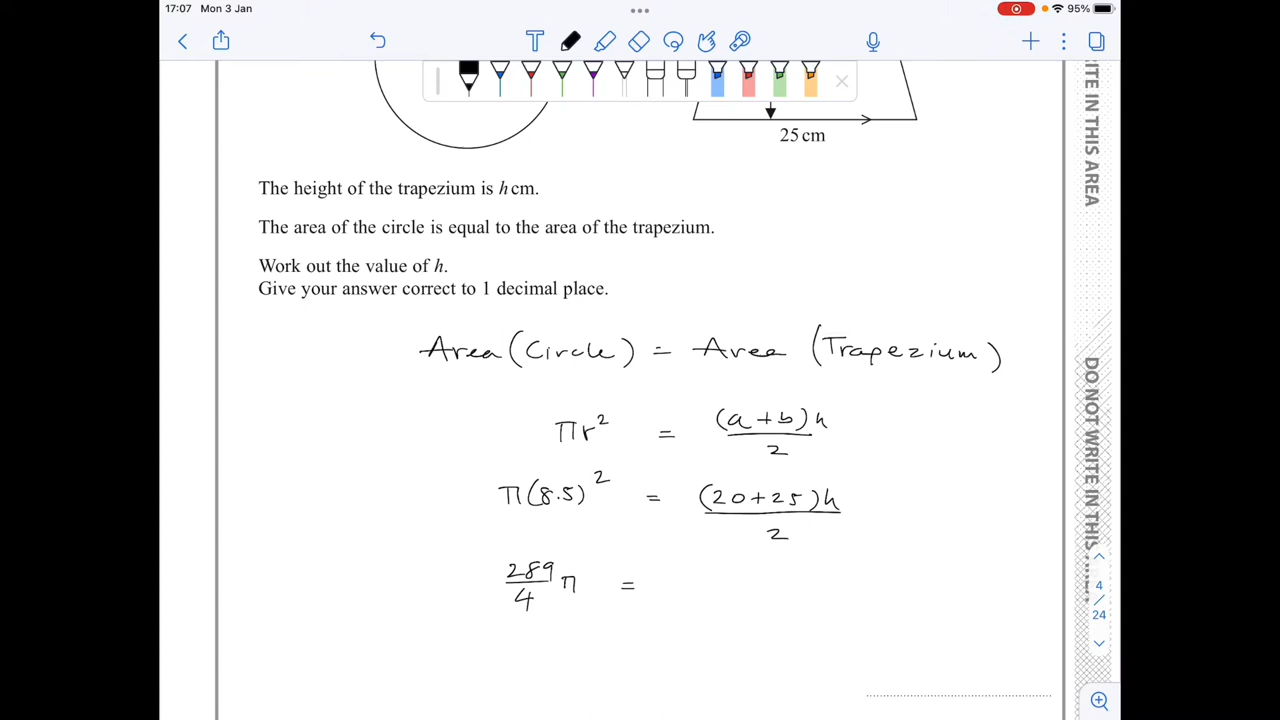 17:07 Mon 3 Jan
95%
25 cm
The height of the trapezium is h cm.
The area of the circle is equal to the area of the trapezium.
Work out the value of h.
Give your answer correct to 1 decimal place.
Area (Circle) = Area (Trapezium)
πr² = (a+b)h / 2
π(8.5)² = (20+25)h / 2
289/4 π =
ITE IN THIS AREA
DO NOT WRITE IN THIS
4 / 24